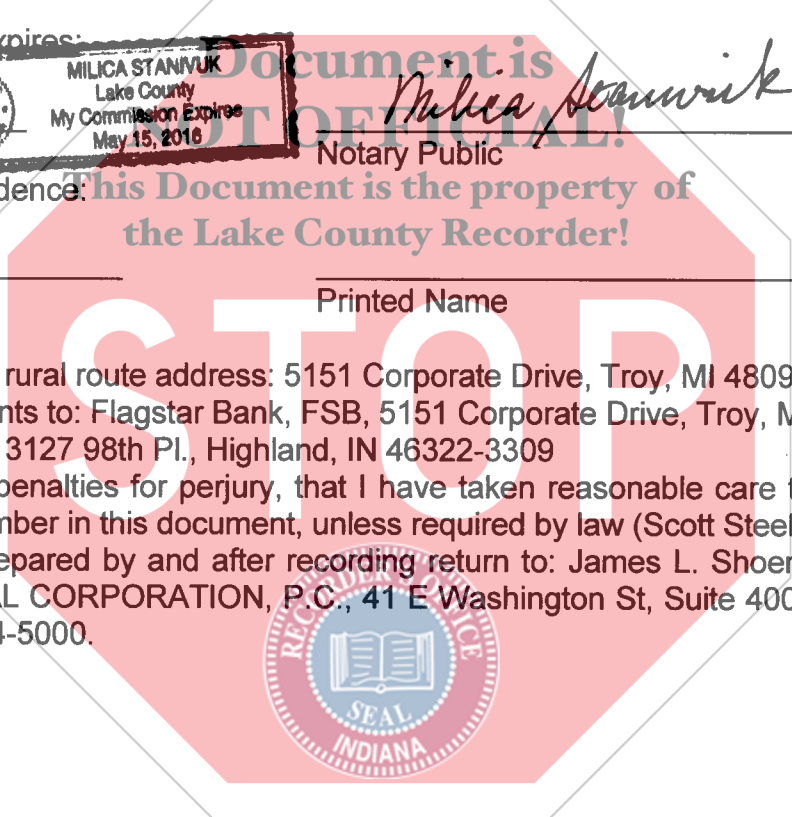 xpires:
MILICA STANIVUK
Lake County
My Commission Expires
May 15, 2016
Document is
NOT OFFICIAL!
Milica Stanivuk
Notary Public
dence:
This Document is the property of
the Lake County Recorder!
Printed Name
STOP
rural route address: 5151 Corporate Drive, Troy, MI 4809
nts to: Flagstar Bank, FSB, 5151 Corporate Drive, Troy, M
3127 98th Pl., Highland, IN 46322-3309
penalties for perjury, that I have taken reasonable care t
mber in this document, unless required by law (Scott Steel
epared by and after recording return to: James L. Shoer
AL CORPORATION, P.C., 41 E Washington St, Suite 400
4-5000.
RECORDER'S OFFICE
SEAL
INDIANA